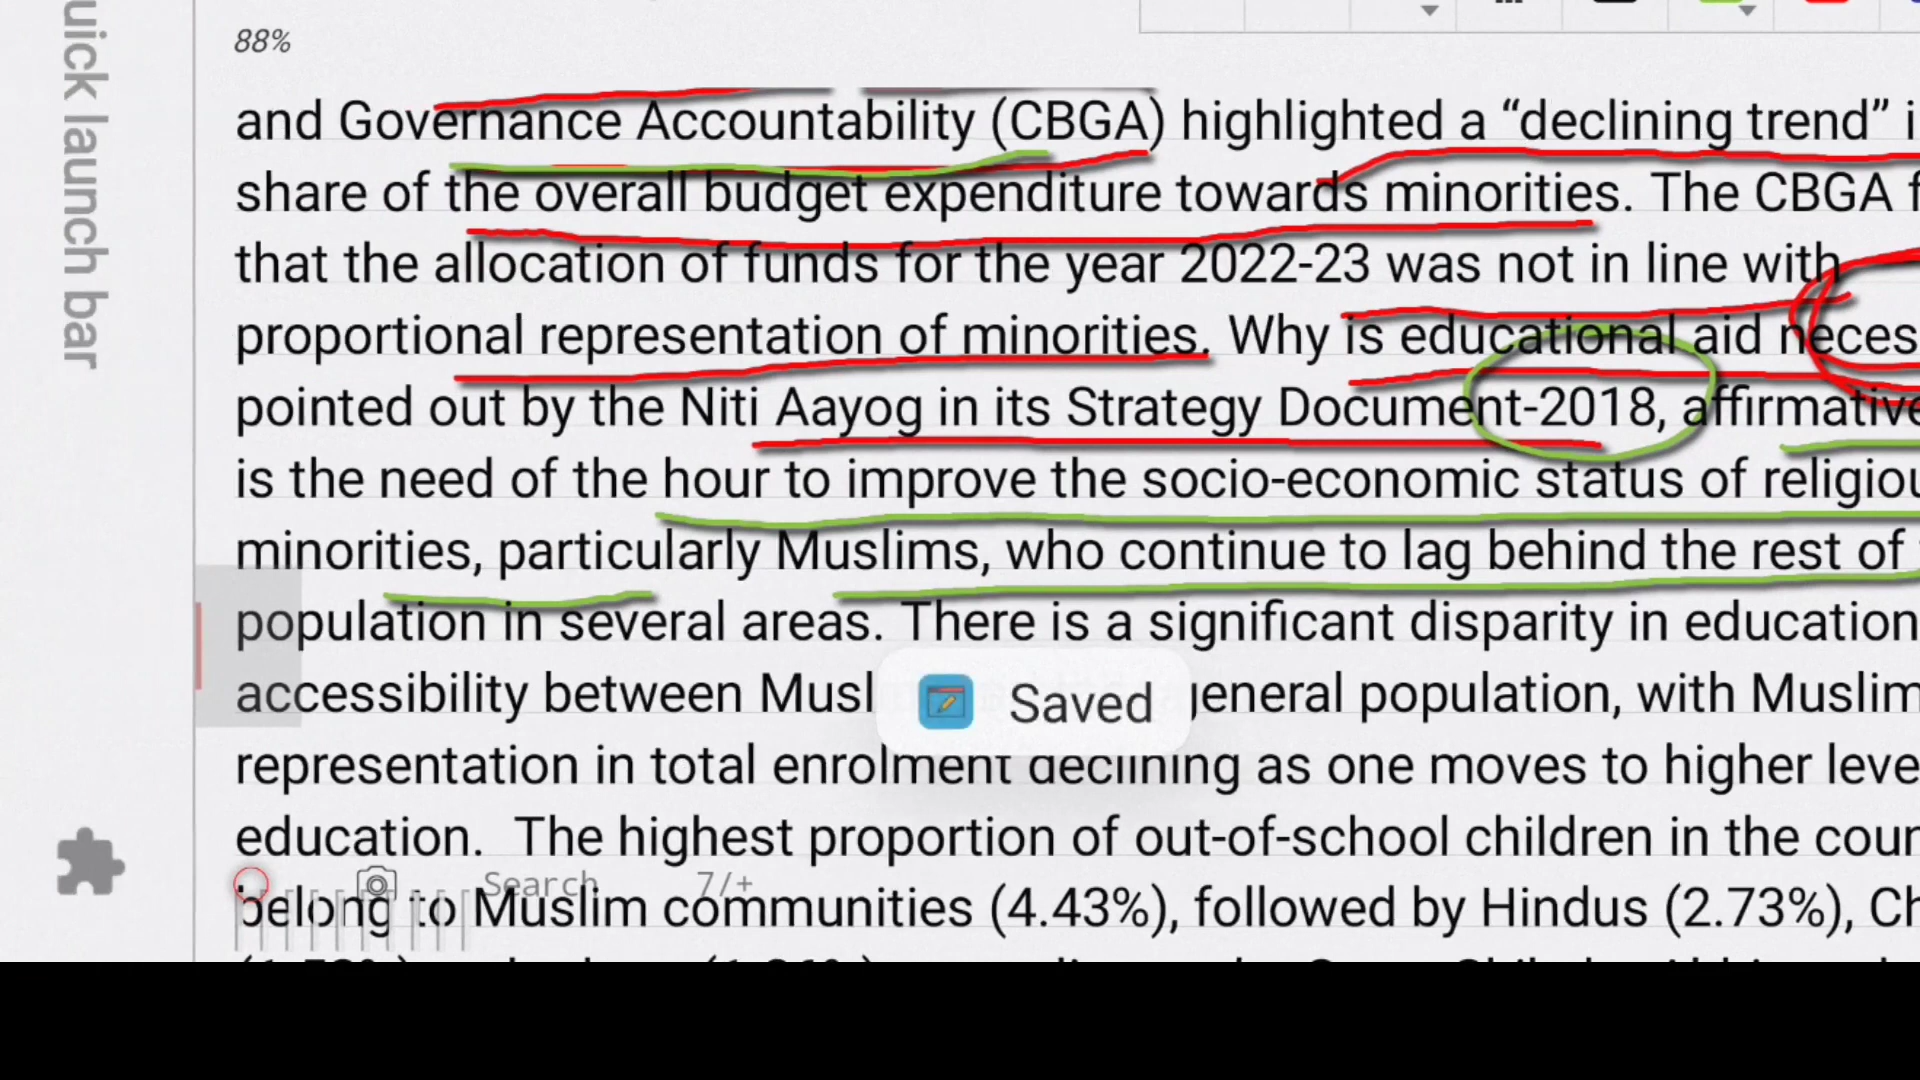 uick launch bar
88%
and Governance Accountability (CBGA) highlighted a “declining trend”
share of the overall budget expenditure towards minorities. The CBGA
that the allocation of funds for the year 2022-23 was not in line with
proportional representation of minorities. Why is educational aid neces
pointed out by the Niti Aayog in its Strategy Document-2018, affirmative
is the need of the hour to improve the socio-economic status of religiou
minorities, particularly Muslims, who continue to lag behind the rest of
population in several areas. There is a significant disparity in education
accessibility between Musl general population, with Muslim
Saved
representation in total enrolment declining as one moves to higher leve
education. The highest proportion of out-of-school children in the coun
Search 7/+
belong to Muslim communities (4.43%), followed by Hindus (2.73%), Ch